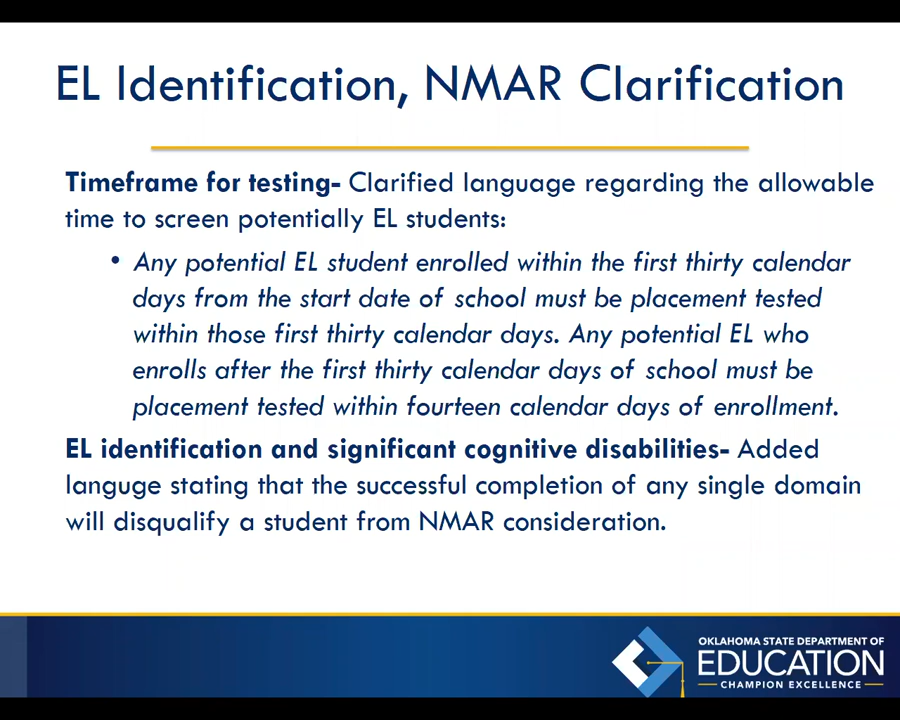 EL Identification, NMAR Clarification
Timeframe for testing- Clarified language regarding the allowable
time to screen potentially EL students:
• Any potential EL student enrolled within the first thirty calendar
days from the start date of school must be placement tested
within those first thirty calendar days. Any potential EL who
enrolls after the first thirty calendar days of school must be
placement tested within fourteen calendar days of enrollment.
EL identification and significant cognitive disabilities- Added
languge stating that the successful completion of any single domain
will disqualify a student from NMAR consideration.
OKLAHOMA STATE DEPARTMENT OF
EDUCATION
CHAMPION EXCELLENCE